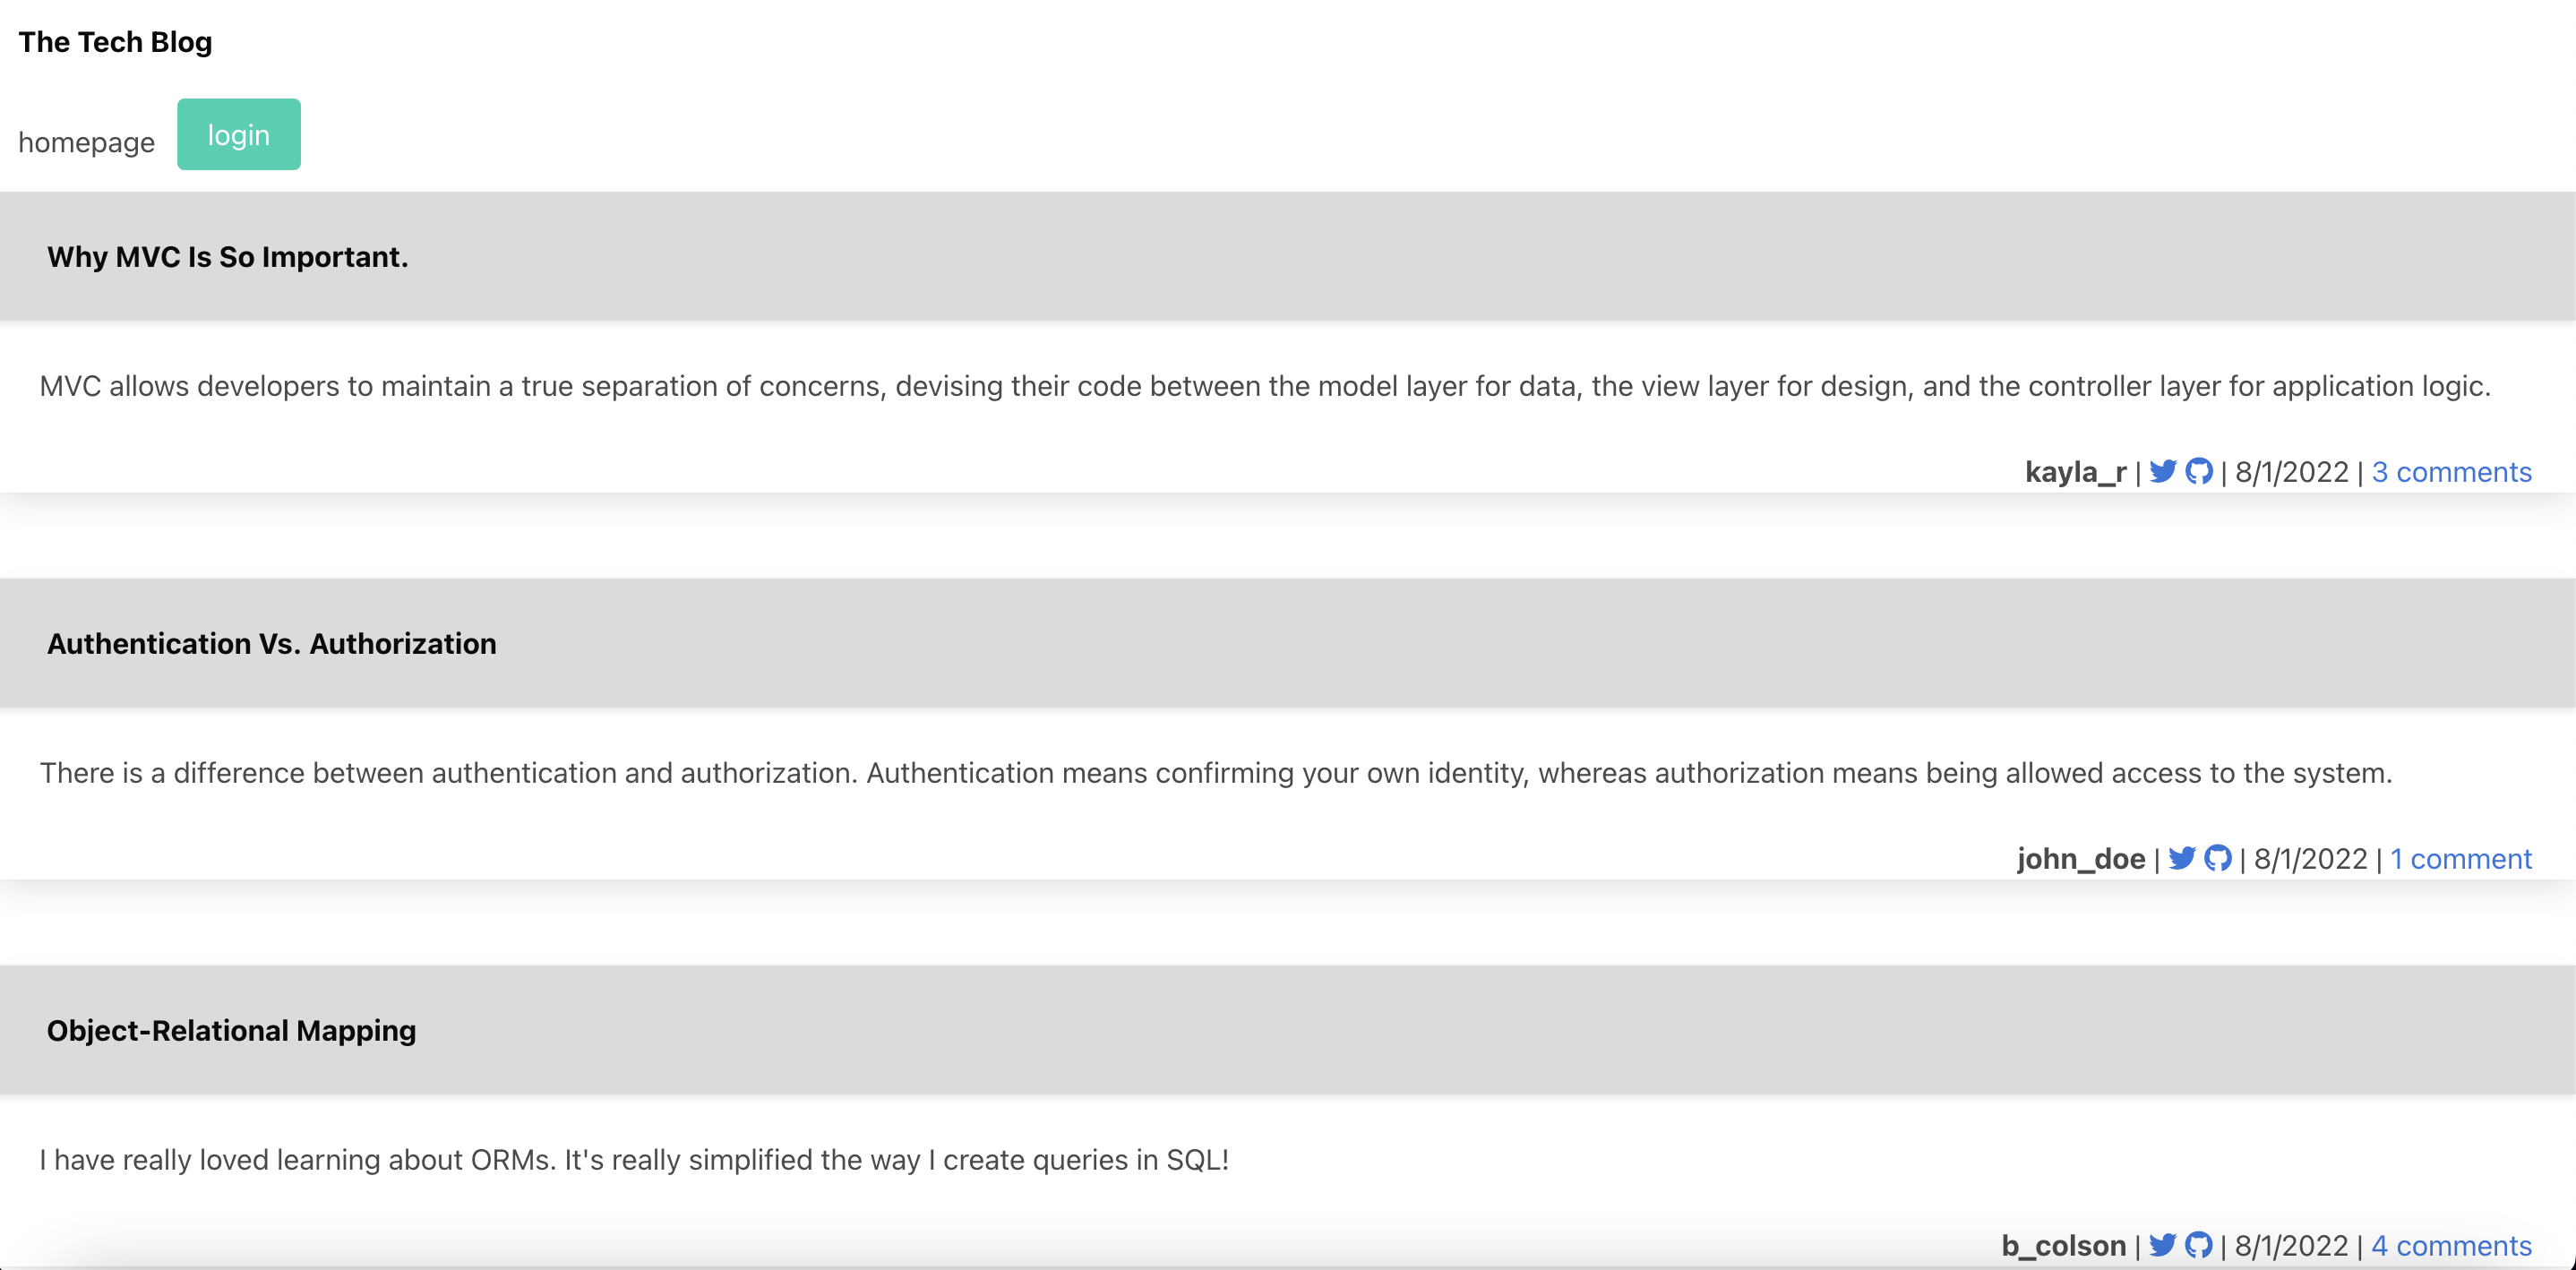 The Tech Blog
homepage login
Why MVC Is So Important.
MVC allows developers to maintain a true separation of concerns, devising their code between the model layer for data, the view layer for design, and the controller layer for application logic.
kayla_r | | 8/1/2022 | 3 comments
Authentication Vs. Authorization
There is a difference between authentication and authorization. Authentication means confirming your own identity, whereas authorization means being allowed access to the system.
john_doe | | 8/1/2022 | 1 comment
Object-Relational Mapping
I have really loved learning about ORMs. It's really simplified the way I create queries in SQL!
b_colson | | 8/1/2022 | 4 comments